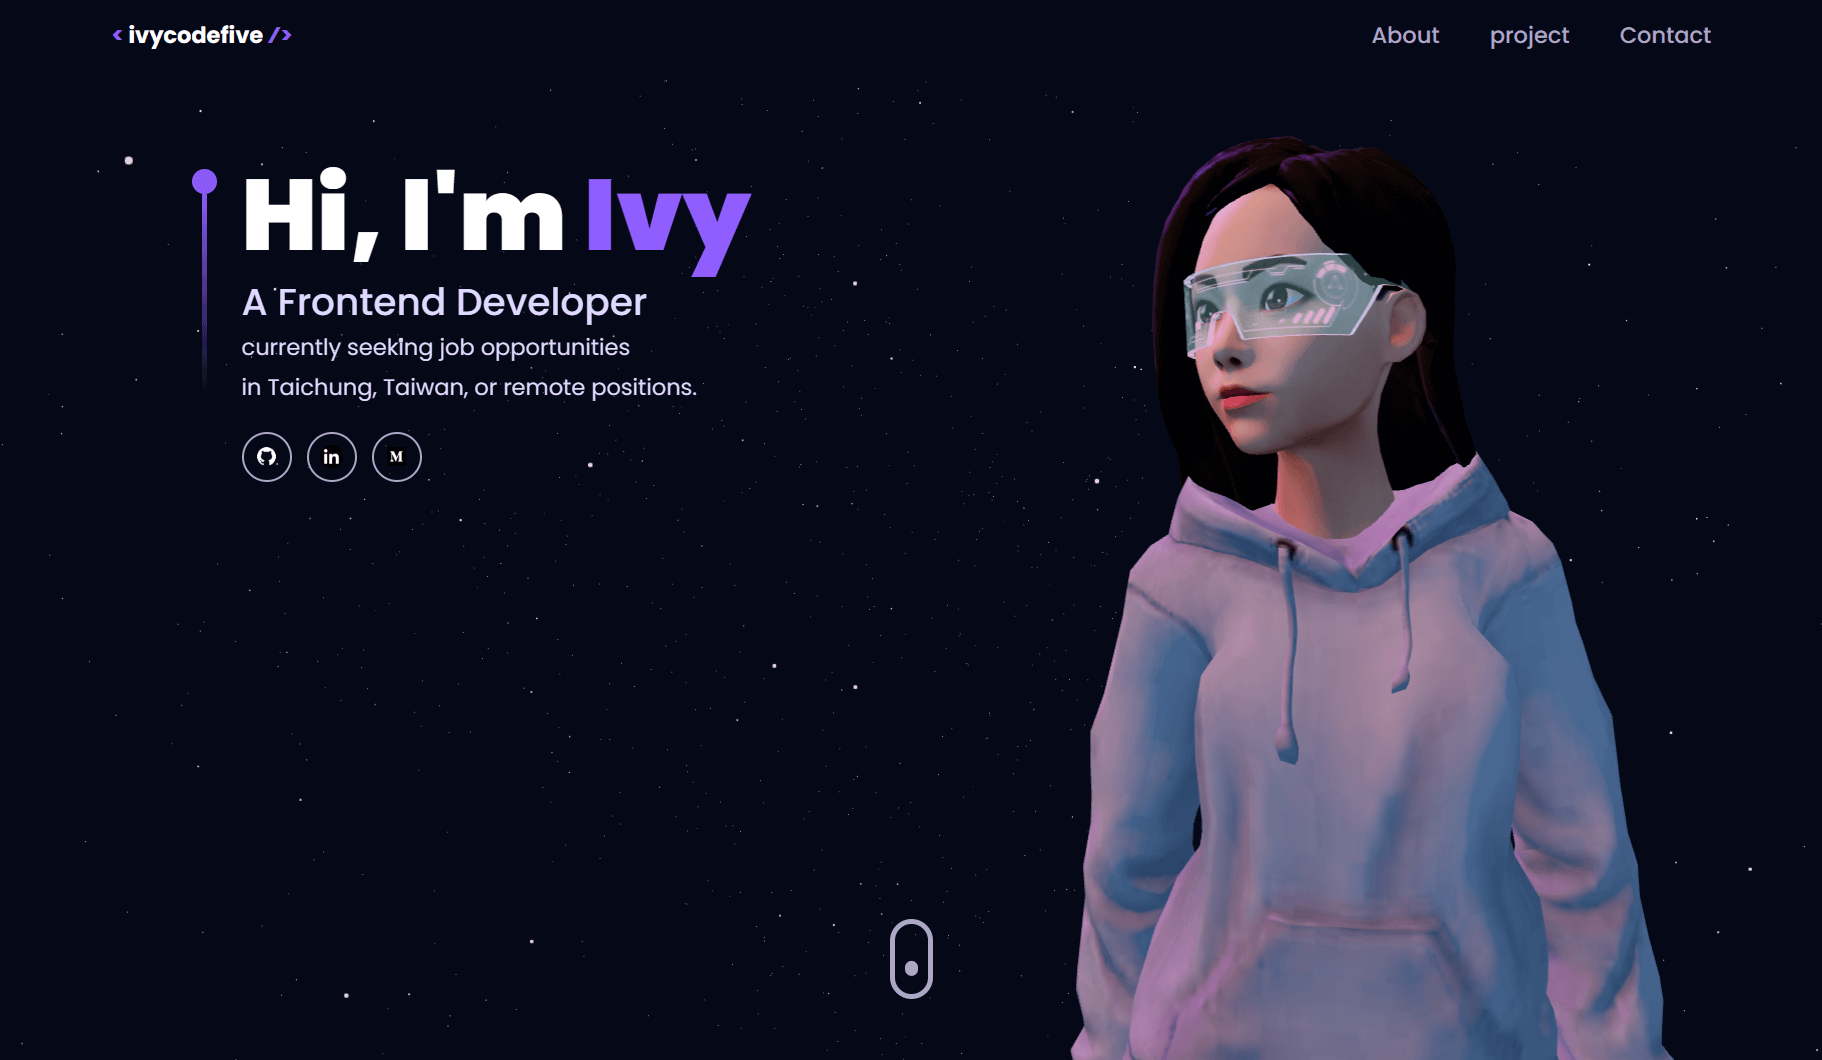 < ivycodefive />
About
project
Contact
Hi, I'm Ivy
A Frontend Developer
currently seeking job opportunities
in Taichung, Taiwan, or remote positions.
in
M